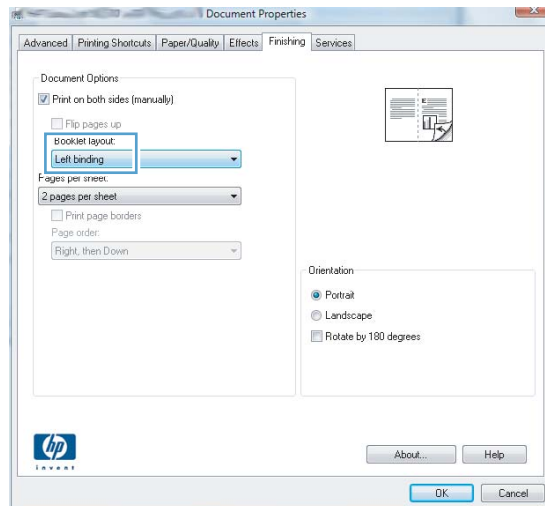 Document Properties
Advanced Printing Shortcuts Paper/Quality Effects Finishing Services
Document Options
Print on both sides (manually)
Flip pages up
Booklet layout:
Left binding
Pages per sheet:
2 pages per sheet
Print page borders
Page order:
Right, then Down
Orientation
Portrait
Landscape
Rotate by 180 degrees
hp
invent
About... Help
OK Cancel